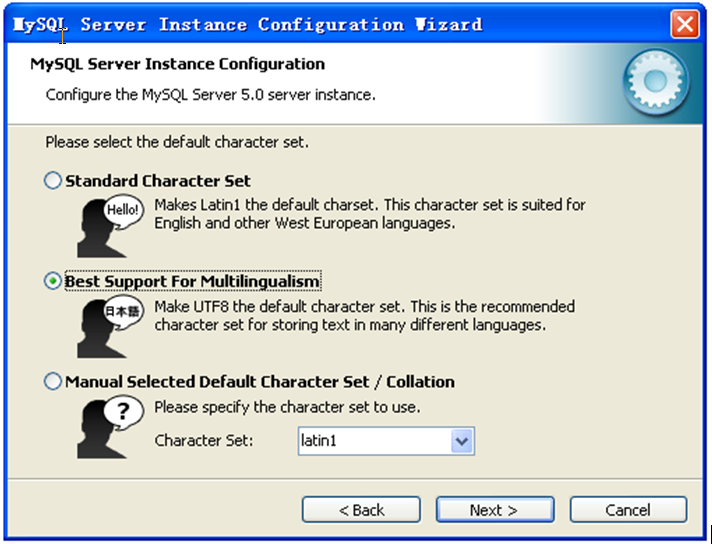 MySQL Server Instance Configuration Wizard
MySQL Server Instance Configuration
Configure the MySQL Server 5.0 server instance.
Please select the default character set.
Standard Character Set
Hello!
Makes Latin1 the default charset. This character set is suited for
English and other West European languages.
Best Support For Multilingualism
日本語
Make UTF8 the default character set. This is the recommended
character set for storing text in many different languages.
Manual Selected Default Character Set / Collation
?
Please specify the character set to use.
Character Set: latin1
< Back Next > Cancel